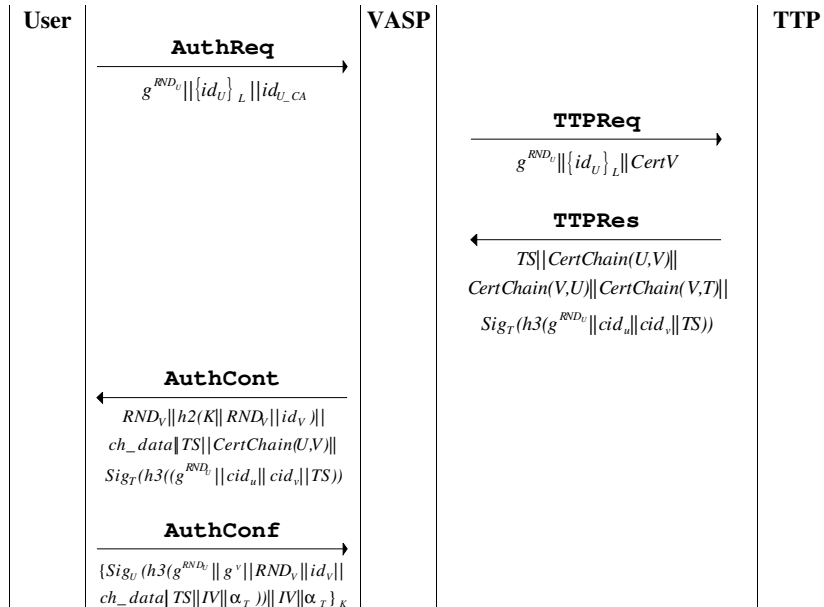 User VASP TTP
AuthReq
g^{RND_U}||{id_U}_L||id_{U_CA}
TTPReq
g^{RND_U}||{id_U}_L||CertV
TTPRes
TS||CertChain(U,V)||
CertChain(V,U)||CertChain(V,T)||
Sig_T(h3(g^{RND_U}||cid_u||cid_v||TS))
AuthCont
RND_V||h2(K||RND_V||id_V)||
ch_data||TS||CertChain(U,V)||
Sig_T(h3((g^{RND_U}||cid_u||cid_v||TS))
AuthConf
{Sig_U(h3(g^{RND_U}||g^v||RND_V||id_V||
ch_data||TS||IV||α_T))||IV||α_T}_K